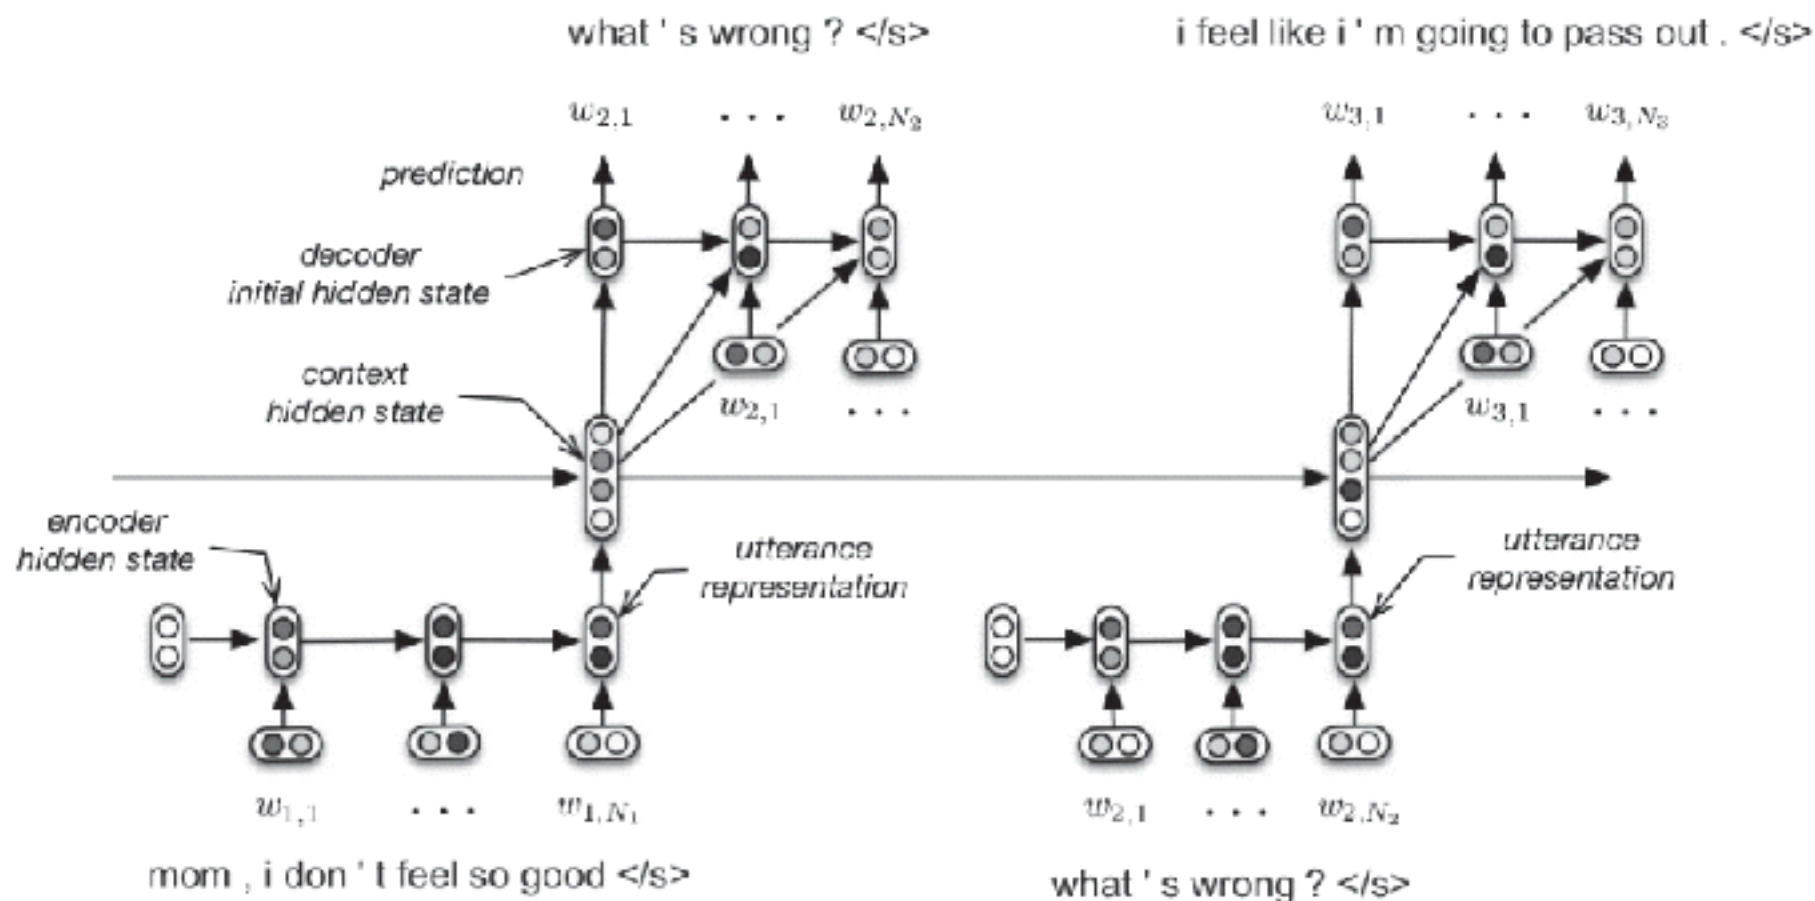 what ' s wrong ? </s>
i feel like i ' m going to pass out . </s>
w2,1 . . . w2,N2
w3,1 . . . w3,N3
prediction
decoder
initial hidden state
context
hidden state
w2,1 . . .
w3,1 . . .
encoder
hidden state
utterance
representation
utterance
representation
w1,1 . . . w1,N1
w2,1 . . . w2,N2
mom , i don ' t feel so good </s>
what ' s wrong ? </s>